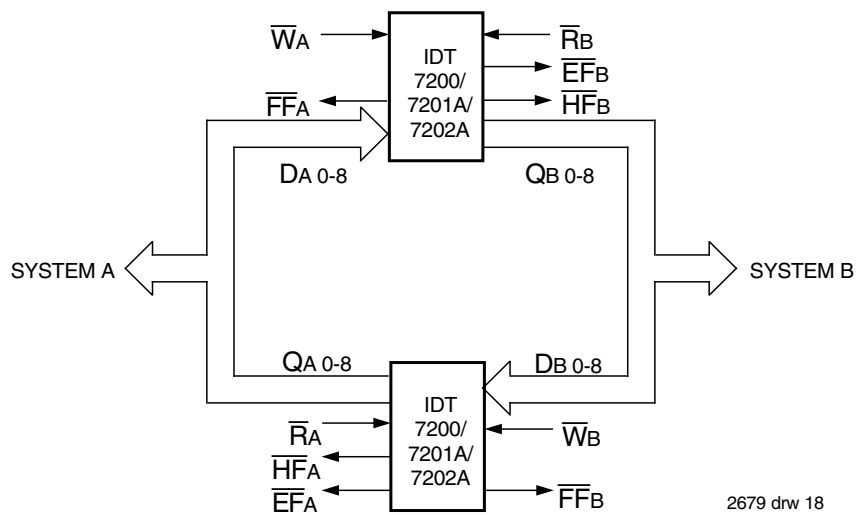 W̅A
IDT
7200/
7201A/
7202A
R̅B
E̅F̅B
F̅F̅A
H̅F̅B
DA 0-8
QB 0-8
SYSTEM A
SYSTEM B
QA 0-8
DB 0-8
IDT
7200/
7201A/
7202A
R̅A
W̅B
H̅F̅A
E̅F̅A
F̅F̅B
2679 drw 18